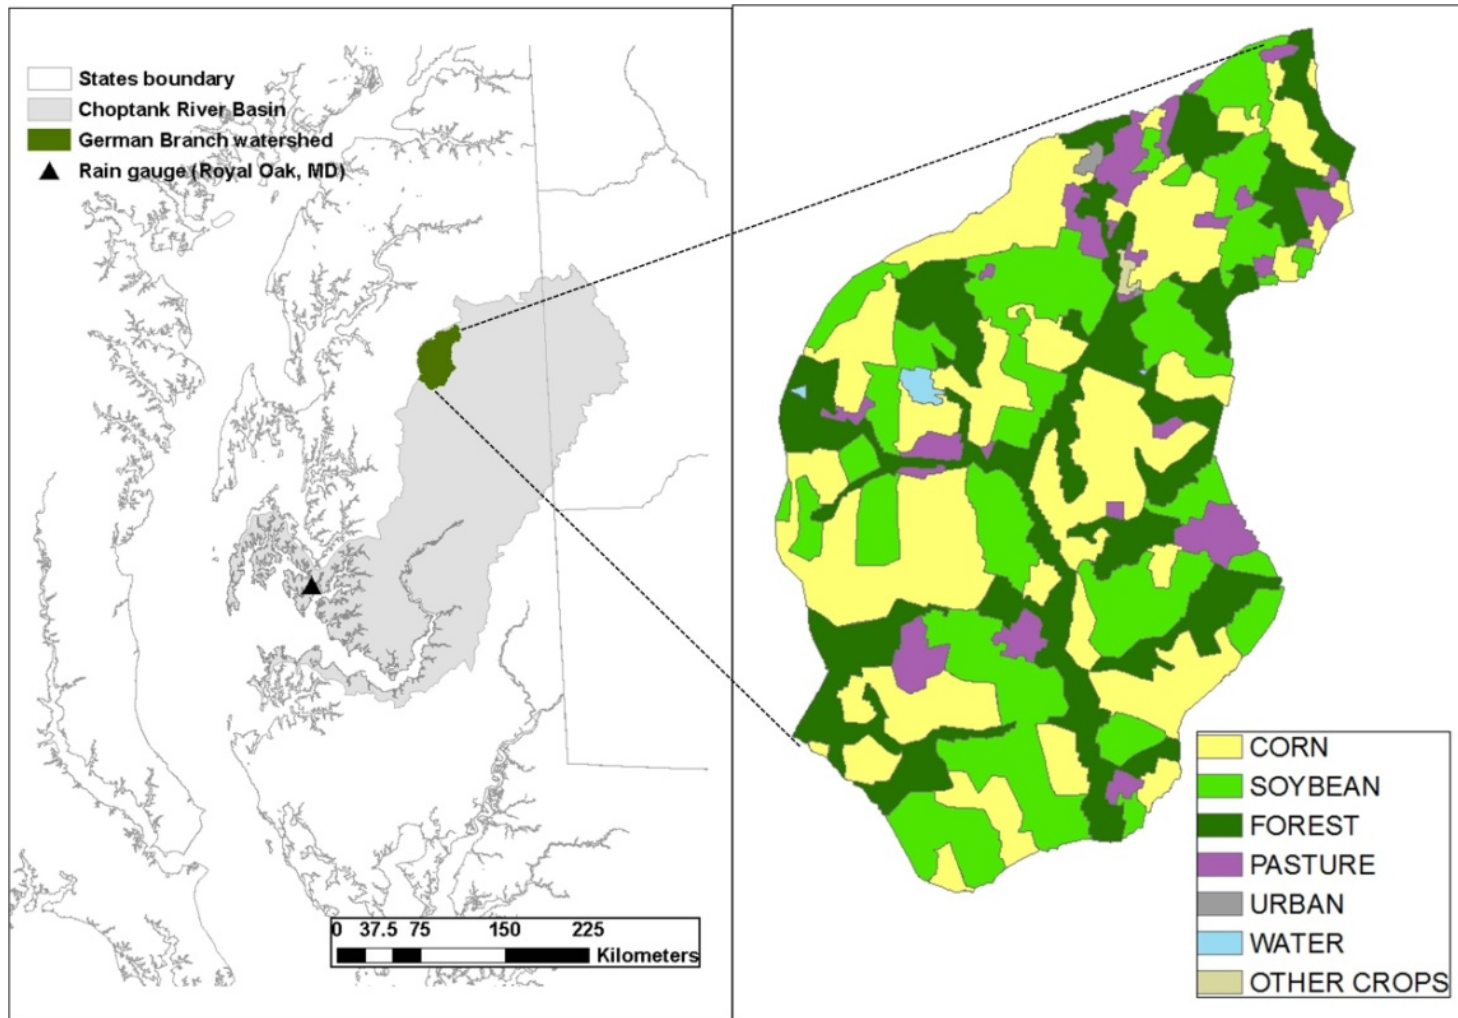 States boundary
Choptank River Basin
German Branch watershed
Rain gauge (Royal Oak, MD)
0 37.5 75 150 225
Kilometers
CORN
SOYBEAN
FOREST
PASTURE
URBAN
WATER
OTHER CROPS